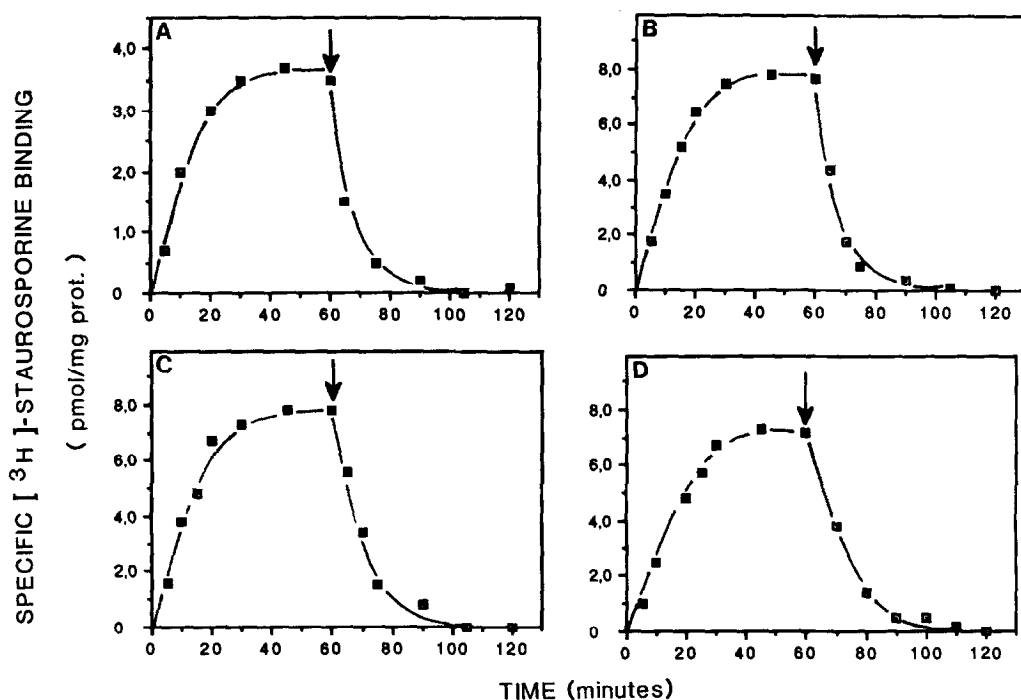 SPECIFIC [ ³H ]-STAUROSPORINE BINDING
( pmol/mg prot.)
A
4,0
3,0
2,0
1,0
0
0 20 40 60 80 100 120
B
8,0
6,0
4,0
2,0
0
0 20 40 60 80 100 120
C
8,0
6,0
4,0
2,0
0
0 20 40 60 80 100 120
D
8,0
6,0
4,0
2,0
0
0 20 40 60 80 100 120
TIME (minutes)